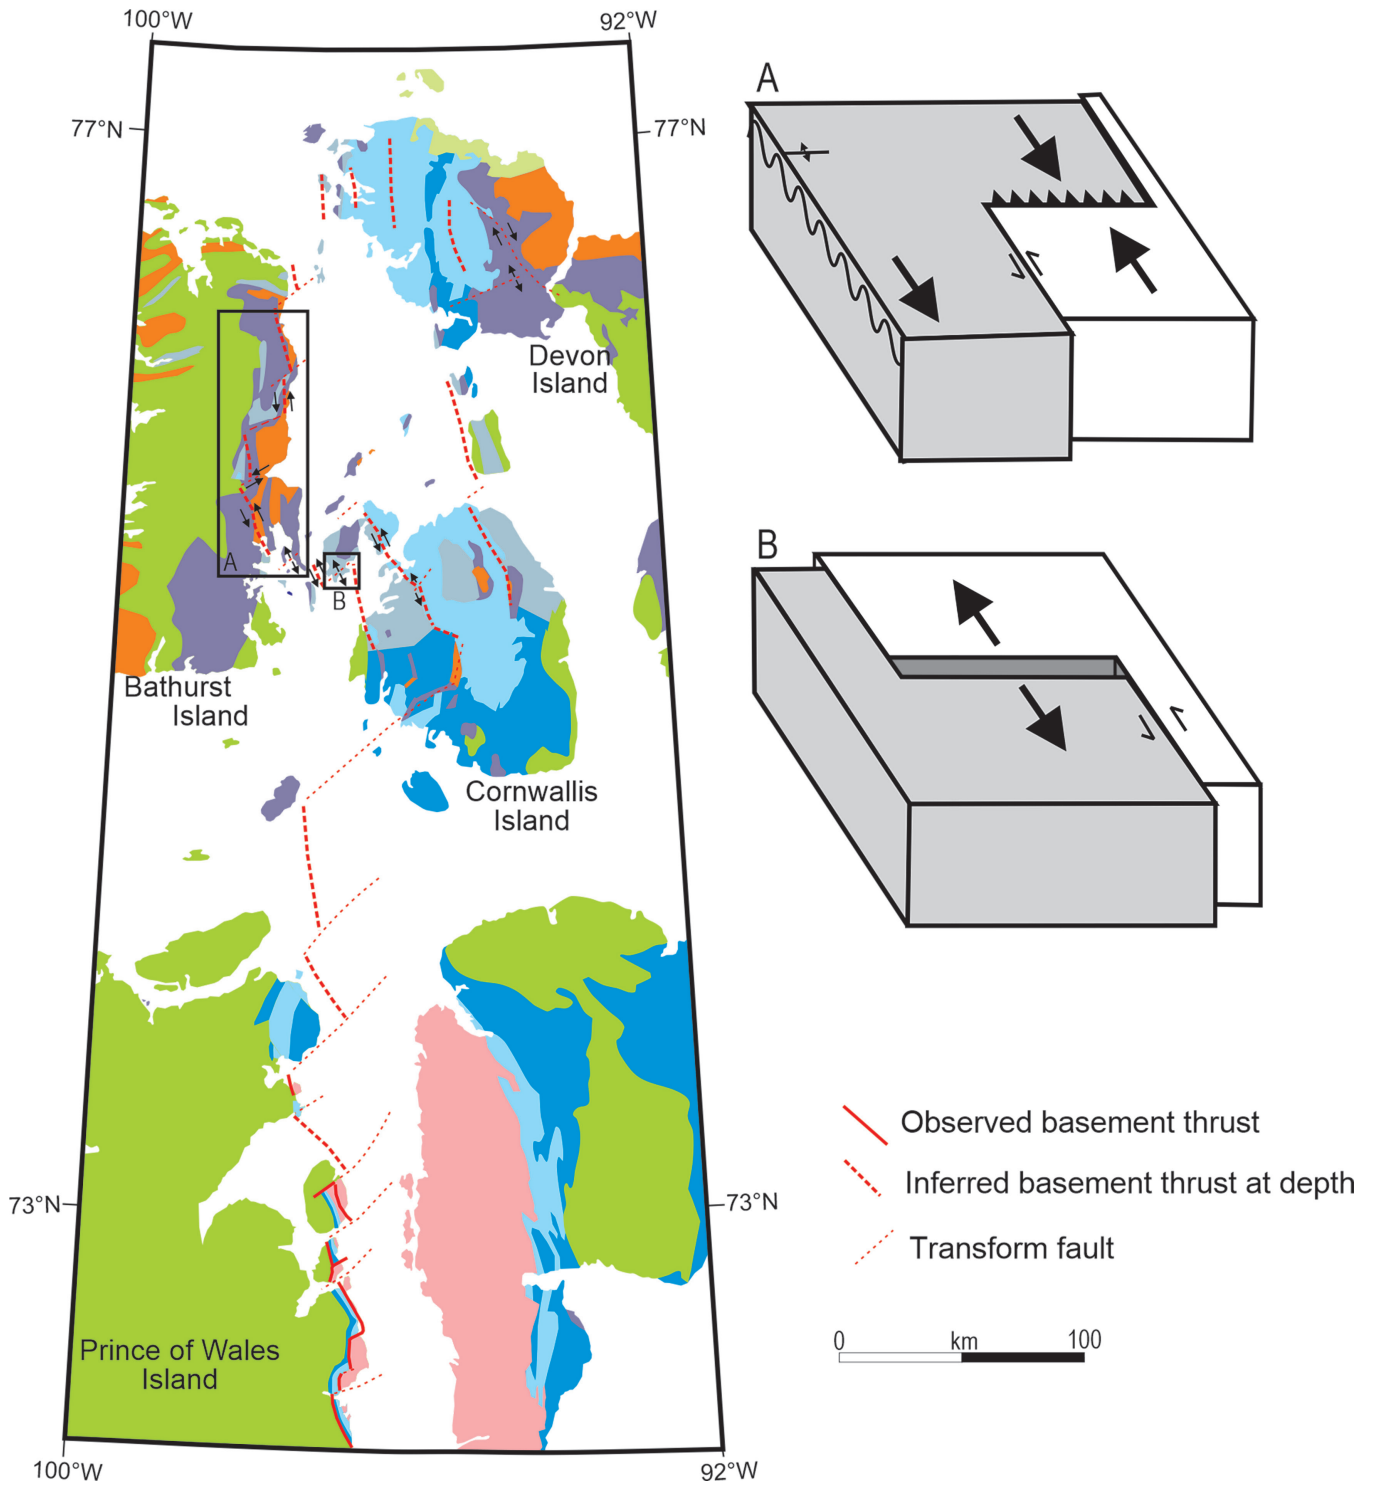 100°W
92°W
77°N
77°N
Devon
Island
A
B
Bathurst
Island
Cornwallis
Island
73°N
73°N
Prince of Wales
Island
100°W
92°W
A
B
Observed basement thrust
Inferred basement thrust at depth
Transform fault
0 km 100